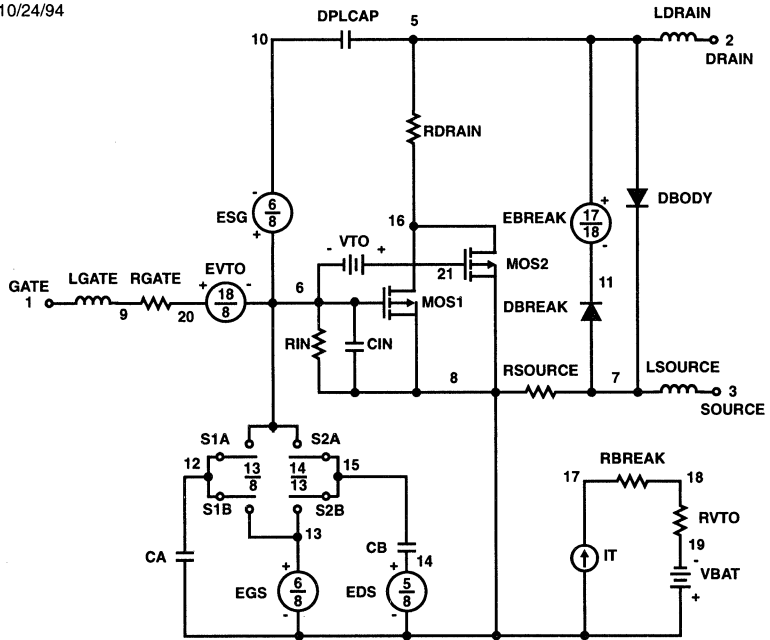 10/24/94
DPLCAP
5
LDRAIN
10
2
DRAIN
RDRAIN
ESG
-
6
8
+
16
EBREAK
+
17
18
-
DBODY
- VTO +
MOS2
21
11
GATE
1
LGATE
RGATE
EVTO
+
18
8
-
9
20
6
MOS1
DBREAK
RIN
CIN
8
RSOURCE
7
LSOURCE
3
SOURCE
S1A
S2A
12
13
8
14
13
15
S1B
S2B
13
RBREAK
17
18
RVTO
19
CA
CB
14
+
EGS
6
8
-
+
EDS
5
8
-
IT
-
VBAT
+